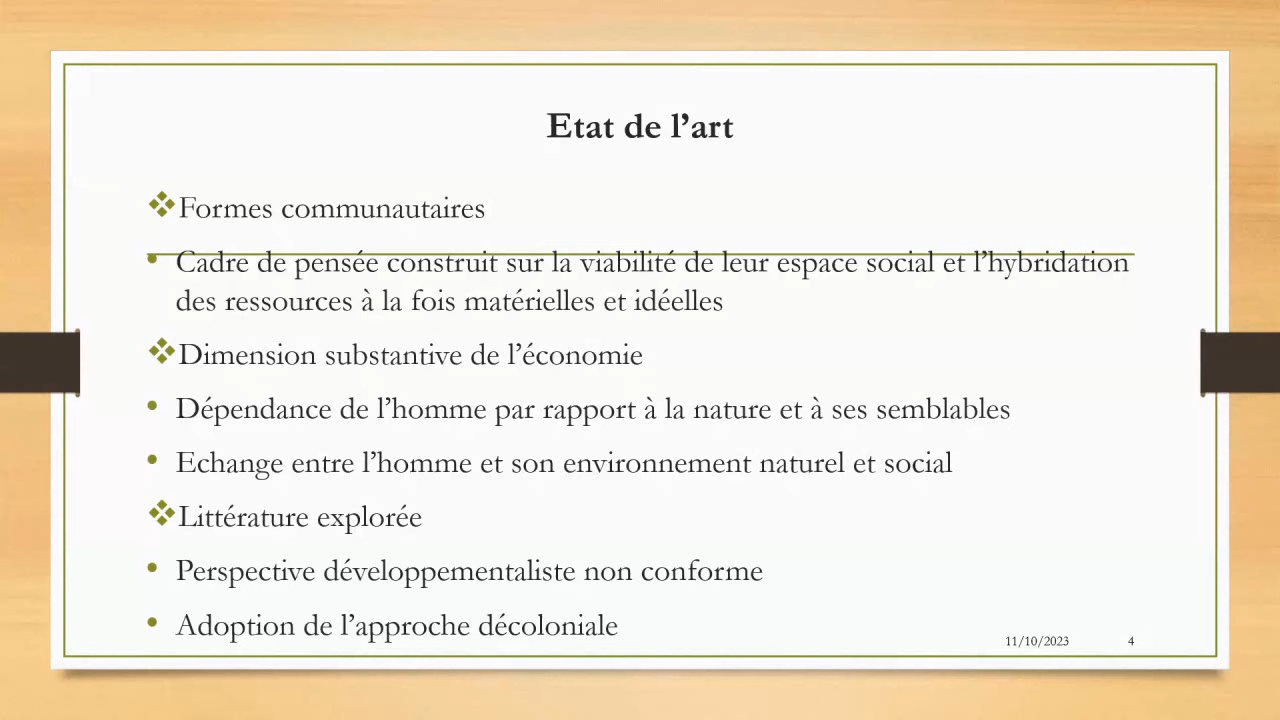 Etat de l’art
Formes communautaires
Cadre de pensée construit sur la viabilité de leur espace social et l’hybridation
des ressources à la fois matérielles et idéelles
Dimension substantive de l’économie
Dépendance de l’homme par rapport à la nature et à ses semblables
Echange entre l’homme et son environnement naturel et social
Littérature explorée
Perspective développementaliste non conforme
Adoption de l’approche décoloniale
11/10/2023 4